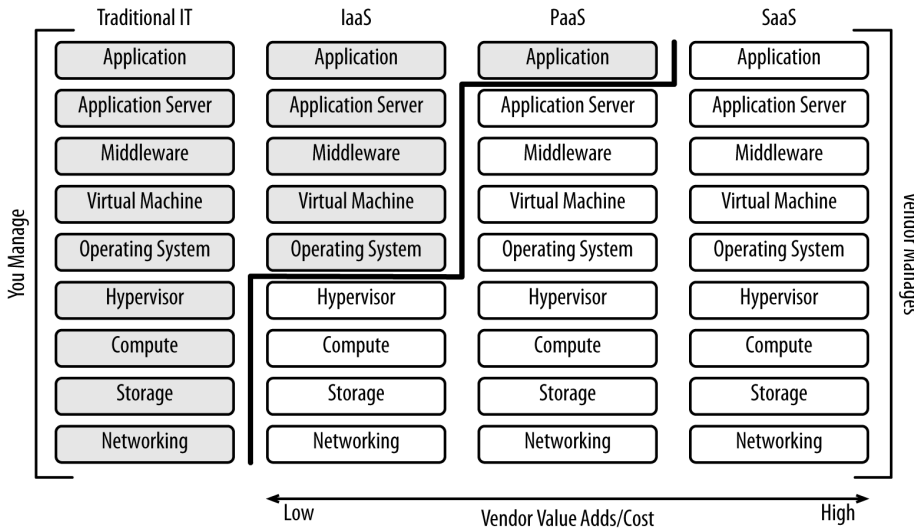 Traditional IT IaaS PaaS SaaS
Application Application Application Application
Application Server Application Server Application Server Application Server
Middleware Middleware Middleware Middleware
Virtual Machine Virtual Machine Virtual Machine Virtual Machine
Operating System Operating System Operating System Operating System
Hypervisor Hypervisor Hypervisor Hypervisor
Compute Compute Compute Compute
Storage Storage Storage Storage
Networking Networking Networking Networking
You Manage
Vendor Manages
Low Vendor Value Adds/Cost High